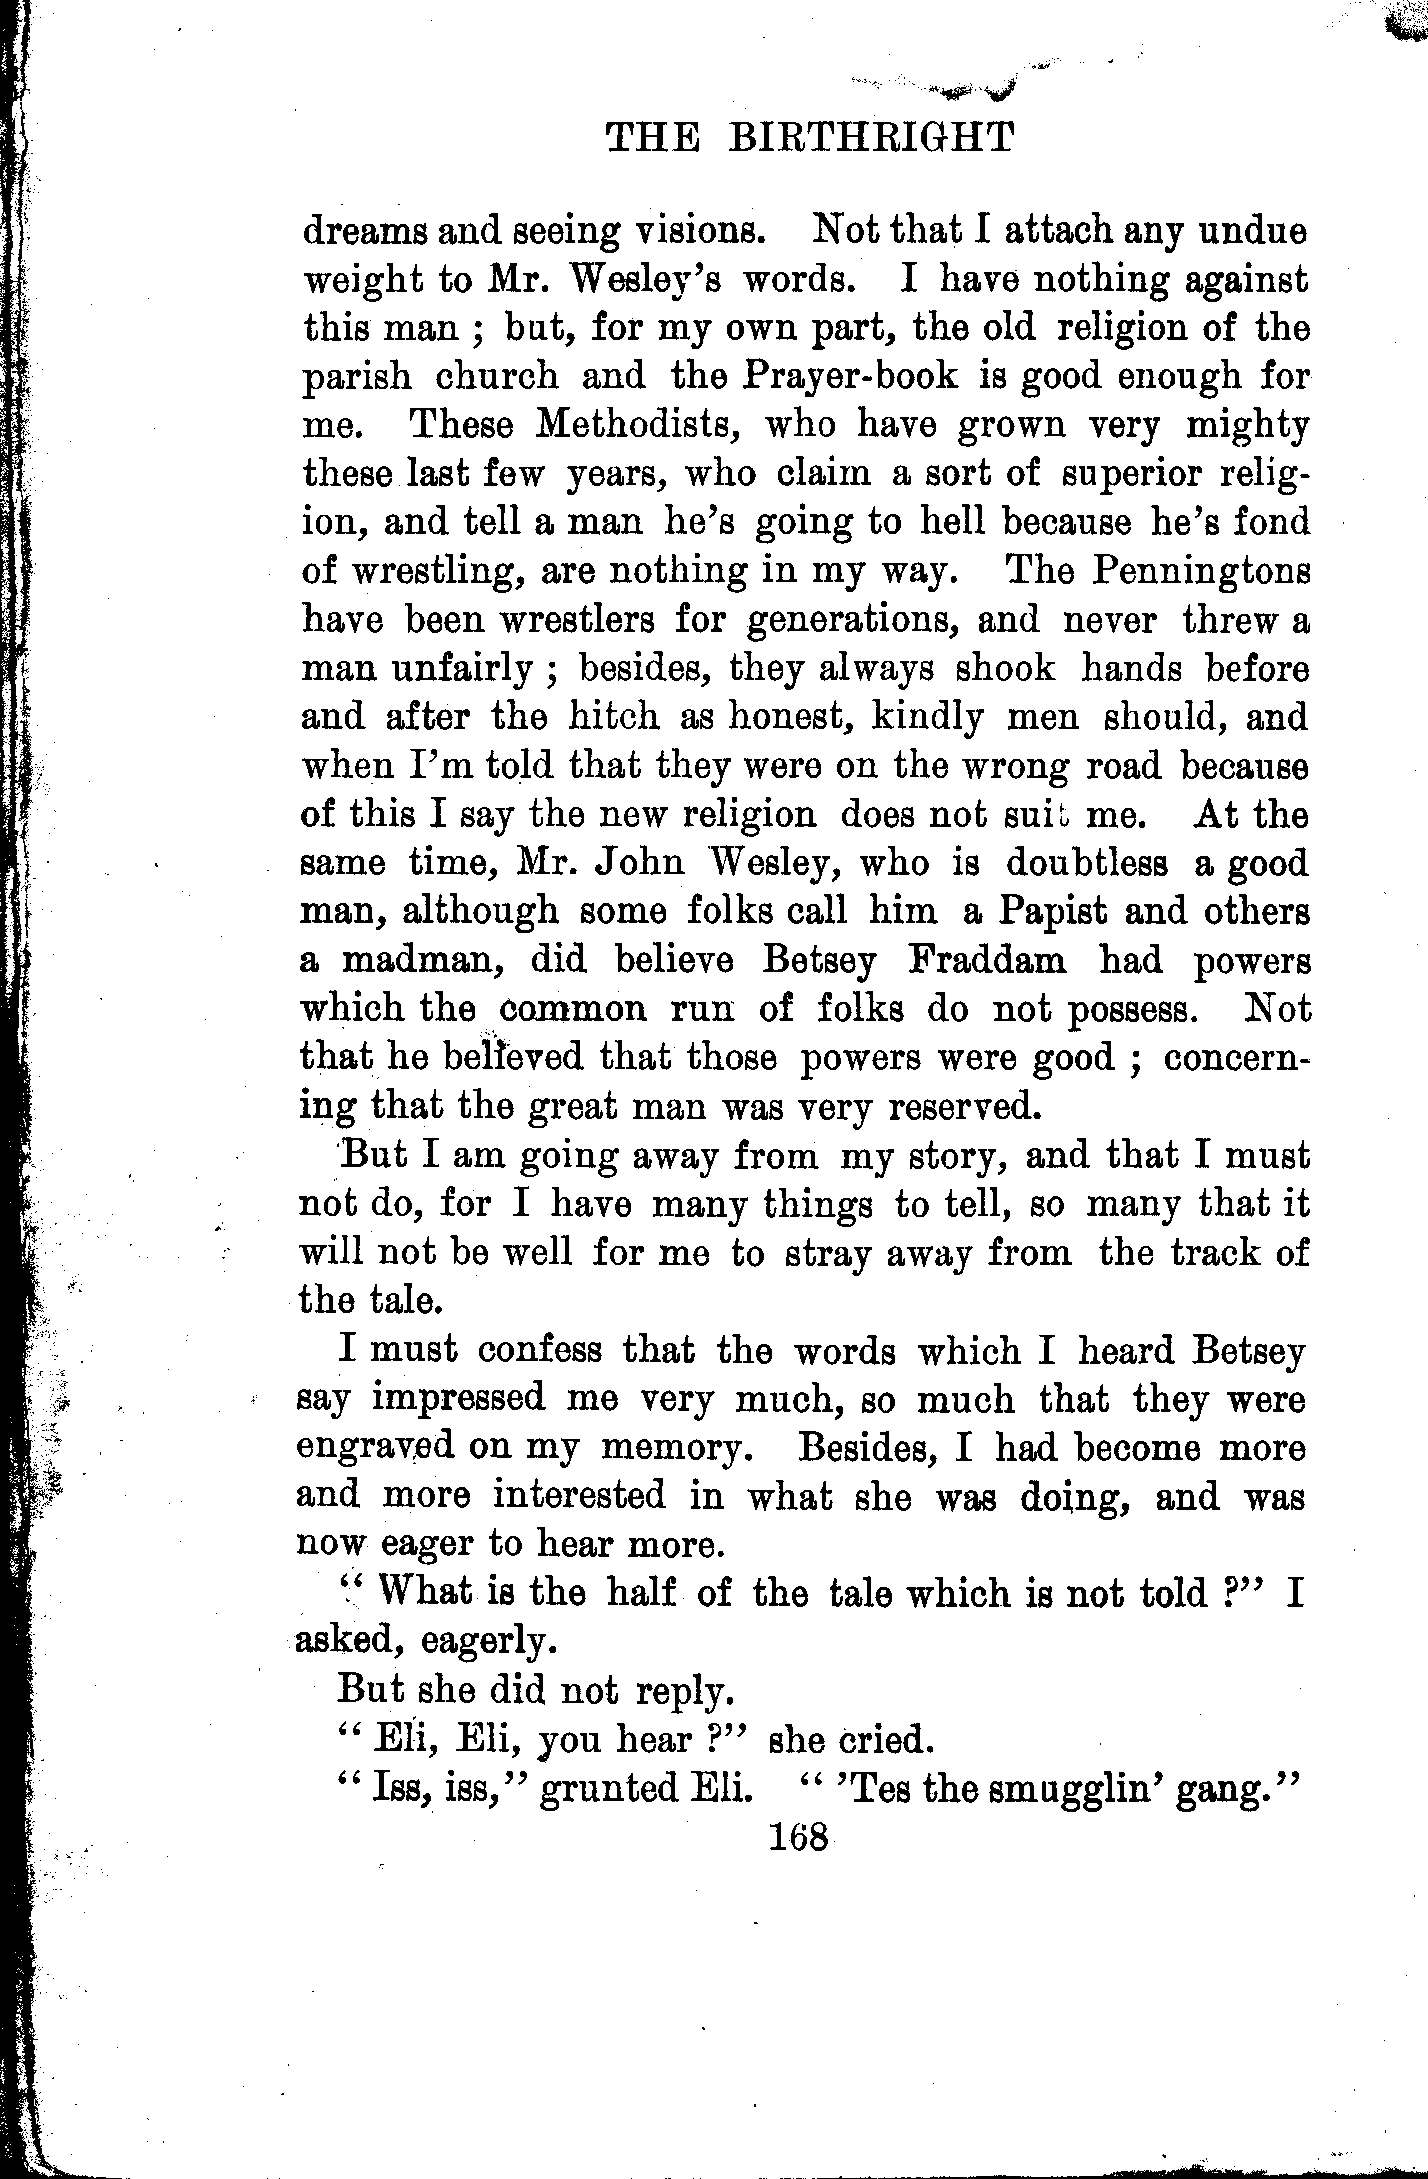 THE BIRTHRIGHT
dreams and seeing visions. Not that I attach any undue
weight to Mr. Wesley's words. I have nothing against
this man ; but, for my own part, the old religion of the
parish church and the Prayer-book is good enough for
me. These Methodists, who have grown very mighty
these last few years, who claim a sort of superior relig-
ion, and tell a man he's going to hell because he's fond
of wrestling, are nothing in my way. The Penningtons
have been wrestlers for generations, and never threw a
man unfairly ; besides, they always shook hands before
and after the hitch as honest, kindly men should, and
when I'm told that they were on the wrong road because
of this I say the new religion does not suit me. At the
same time, Mr. John Wesley, who is doubtless a good
man, although some folks call him a Papist and others
a madman, did believe Betsey Fraddam had powers
which the common run of folks do not possess. Not
that he believed that those powers were good ; concern-
ing that the great man was very reserved.
But I am going away from my story, and that I must
not do, for I have many things to tell, so many that it
will not be well for me to stray away from the track of
the tale.
I must confess that the words which I heard Betsey
say impressed me very much, so much that they were
engraved on my memory. Besides, I had become more
and more interested in what she was doing, and was
now eager to hear more.
“ What is the half of the tale which is not told ?” I
asked, eagerly.
But she did not reply.
“ Eli, Eli, you hear ?” she cried.
“ Iss, iss,” grunted Eli. “ ’Tes the smugglin’ gang.”
168